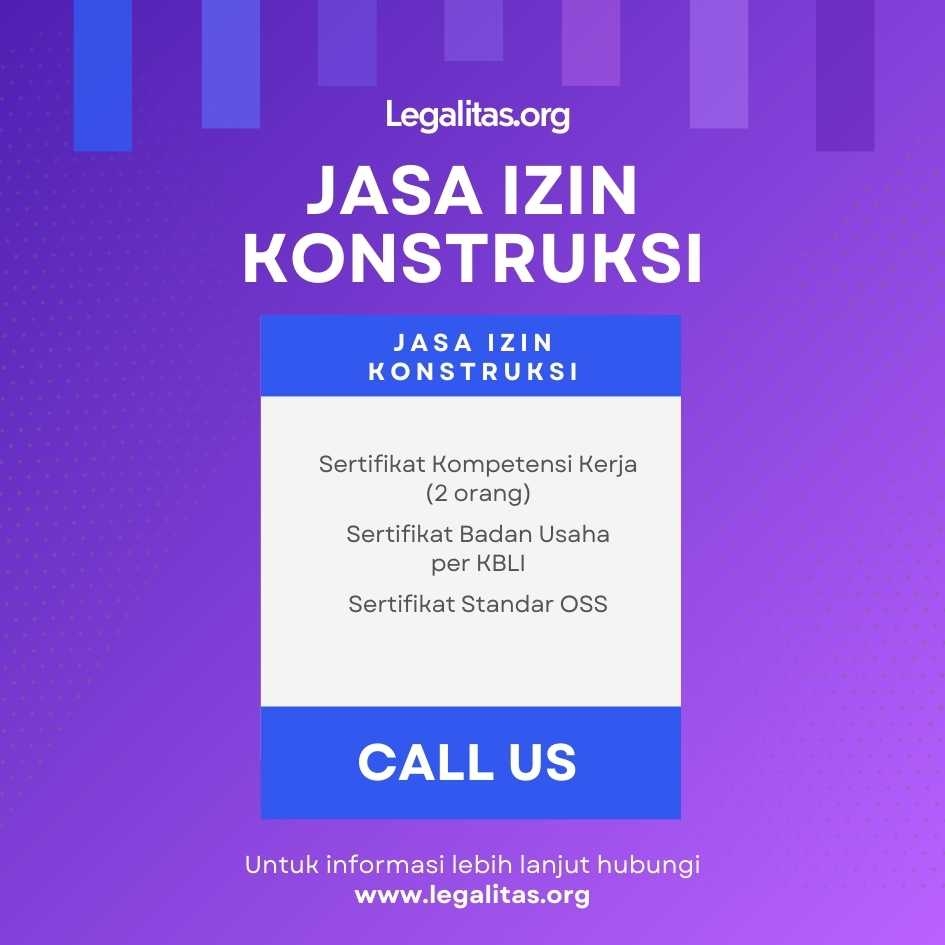 Legalitas.org
JASA IZIN
KONSTRUKSI
JASA IZIN
KONSTRUKSI
Sertifikat Kompetensi Kerja
(2 orang)
Sertifikat Badan Usaha
per KBLI
Sertifikat Standar OSS
CALL US
Untuk informasi lebih lanjut hubungi
www.legalitas.org